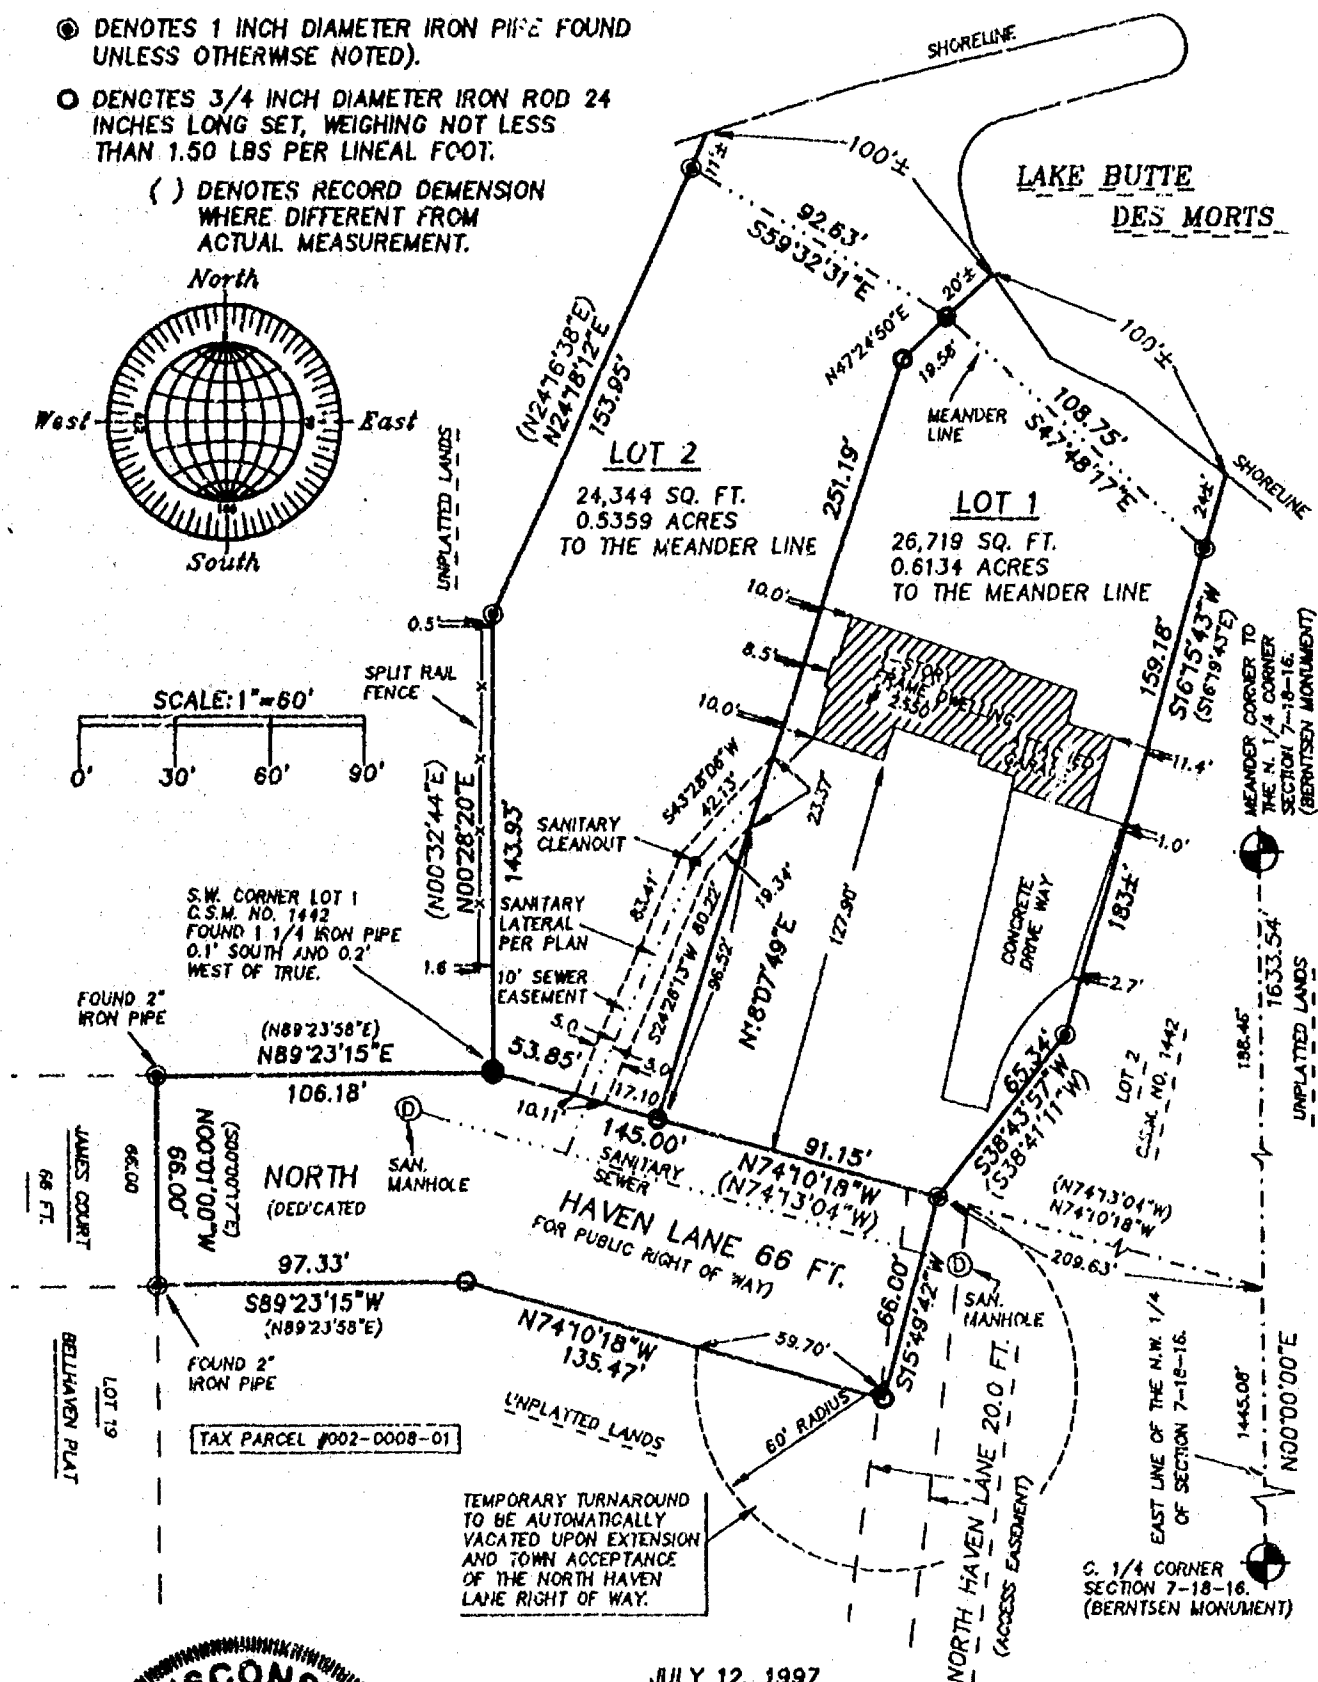 DENOTES 1 INCH DIAMETER IRON PIPE FOUND
UNLESS OTHERWISE NOTED).
DENOTES 3/4 INCH DIAMETER IRON ROD 24
INCHES LONG SET, WEIGHING NOT LESS
THAN 1.50 LBS PER LINEAL FOOT.
( ) DENOTES RECORD DEMENSION
WHERE DIFFERENT FROM
ACTUAL MEASUREMENT.
North
West
East
South
SHORELINE
LAKE BUTTE
DES MORTS
11'±
100'±
92.63'
S59°32'31"E
20'±
100'±
N47°24'50"E
19.58'
MEANDER
LINE
108.75'
S47°48'17"E
SHORELINE
24'±
(N24°16'38"E)
N24°18'12"E
153.95'
UNPLATTED LANDS
LOT 2
24,344 SQ. FT.
0.5359 ACRES
TO THE MEANDER LINE
251.19'
LOT 1
26,719 SQ. FT.
0.6134 ACRES
TO THE MEANDER LINE
10.0'
8.5'
10.0'
FRAME DWELLING
159.18'
S16°15'43"W
(S16°19'43"E)
11.4'
1.0'
MEANDER CORNER TO
THE N. 1/4 CORNER
SECTION 7-18-16.
(BERNTSEN MONUMENT)
0.5'
SPLIT RAIL
FENCE
SCALE: 1"=60'
0' 30' 60' 90'
(N00°32'44"E)
N00°28'20"E
143.93'
S43°28'06"W
42.13'
23.37'
SANITARY
CLEANOUT
83.41'
19.34'
SANITARY
LATERAL
PER PLAN
S24°28'13"W 80.22'
96.52'
N18°07'49"E
127.90'
CONCRETE
DRIVE WAY
183±'
2.7'
S.W. CORNER LOT 1
C.S.M. NO. 1442
FOUND 1 1/4 IRON PIPE
0.1' SOUTH AND 0.2'
WEST OF TRUE.
1.6
10' SEWER
EASEMENT
5.0
5.0
FOUND 2"
IRON PIPE
(N89°23'58"E)
N89°23'15"E
106.18'
53.85'
17.10
10.11'
145.00'
SANITARY
SEWER
91.15'
N74°10'18"W
(N74°13'04"W)
65.34'
S38°43'57"W
(S38°41'11"W)
LOT 2
C.S.M. NO. 1442
188.46'
1633.54'
UNPLATTED LANDS
D
SAN.
MANHOLE
JAMES COURT
66 FT.
66.00
(S00°00'17"E)
N00°01'00"W
66.00'
NORTH
(DEDICATED
HAVEN LANE 66 FT.
FOR PUBLIC RIGHT OF WAY)
(N74°13'04"W)
N74°10'18"W
209.63'
97.33'
S89°23'15"W
(N89°23'58"E)
N74°10'18"W
135.47'
59.70'
66.00'
S15°49'42"W
D
SAN.
MANHOLE
FOUND 2"
IRON PIPE
LOT 19
BELLHAVEN PLAT
TAX PARCEL #002-0008-01
UNPLATTED LANDS
60' RADIUS
NORTH HAVEN LANE 20.0 FT.
(ACCESS EASEMENT)
EAST LINE OF THE N.W. 1/4
OF SECTION 7-18-16.
1445.08'
N00°00'00"E
TEMPORARY TURNAROUND
TO BE AUTOMATICALLY
VACATED UPON EXTENSION
AND TOWN ACCEPTANCE
OF THE NORTH HAVEN
LANE RIGHT OF WAY.
C. 1/4 CORNER
SECTION 7-18-16.
(BERNTSEN MONUMENT)
JULY 12, 1997